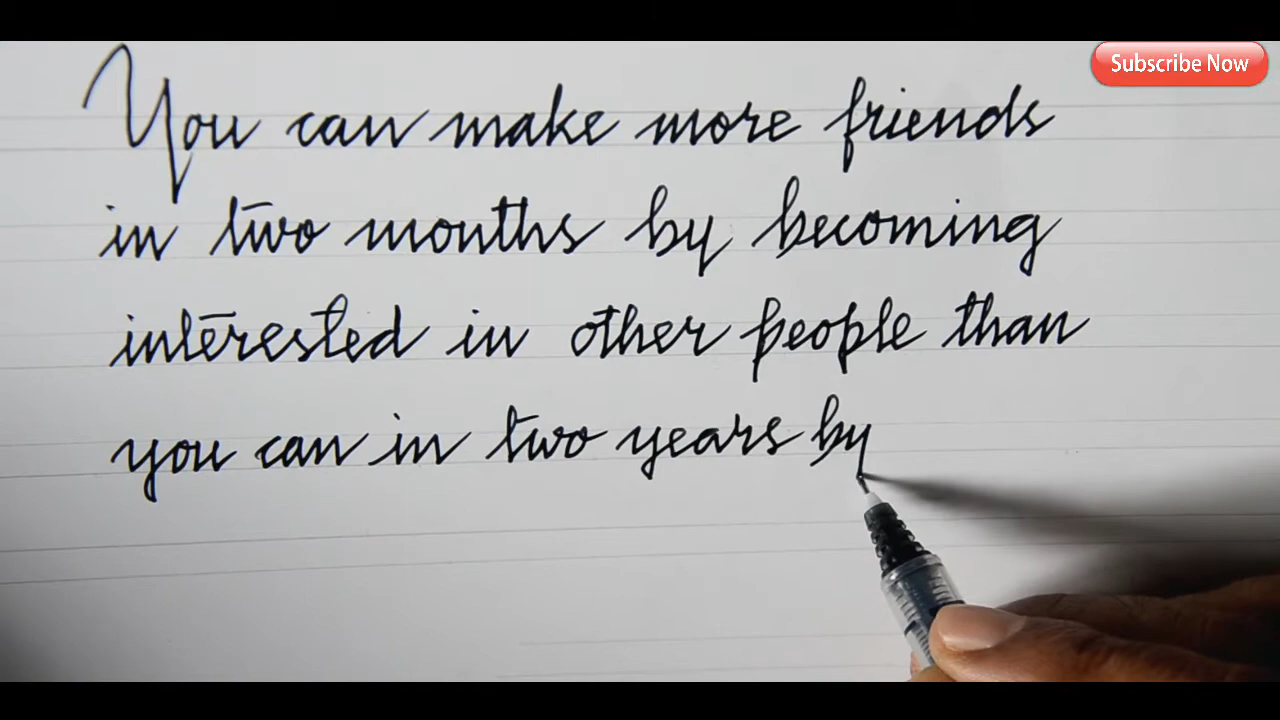 Subscribe Now
You can make more friends
in two months by becoming
interested in other people than
you can in two years by